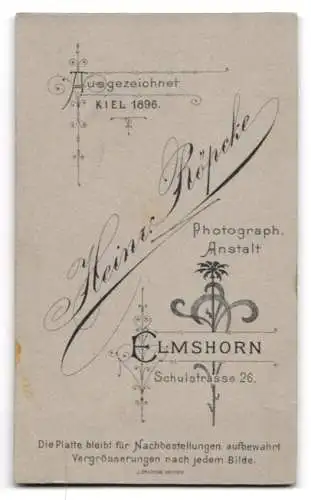 Ausgezeichnet
KIEL 1896.
Heinr. Röpcke
Photograph.
Anstalt
ELMSHORN
Schulstrasse 26.
Die Platte bleibt für Nachbestellungen aufbewahrt
Vergrösserungen nach jedem Bilde.